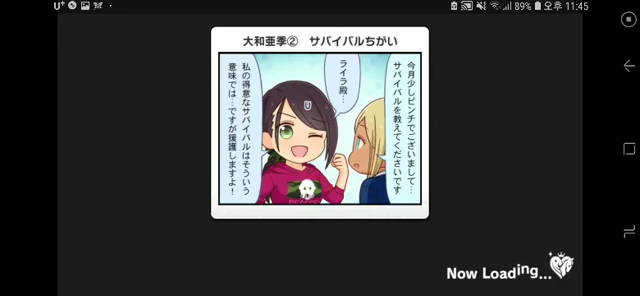 U+
89%
오후 11:45
大和亜季② サバイバルちがい
今月少しピンチでございまして…
サバイバルを教えてくださいです
ライラ殿…
私の得意なサバイバルはそういう
意味では…ですが援護しますよ！
Now Loading...